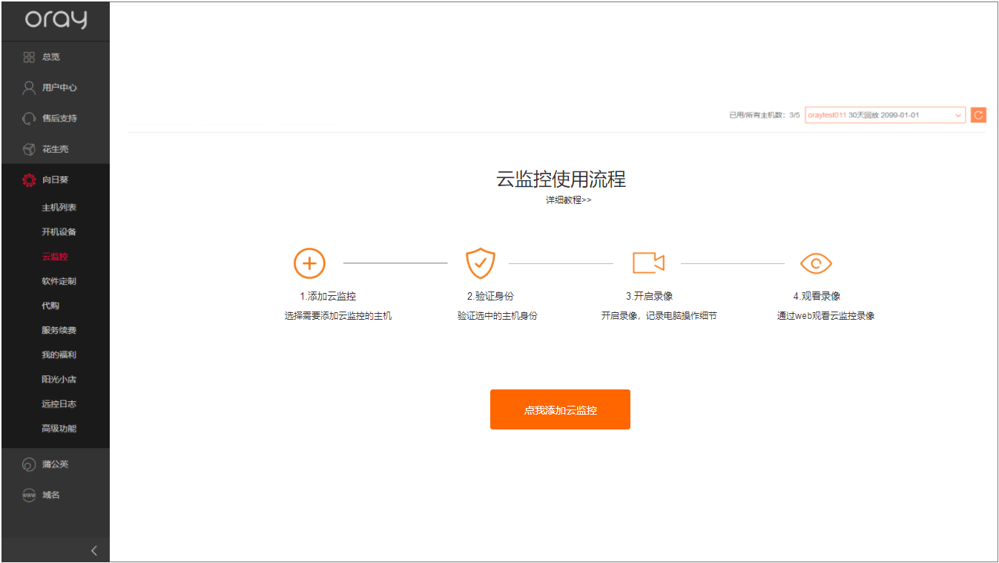 oray
总览
用户中心
售后支持
花生壳
向日葵
主机列表
开机设备
云监控
软件定制
代购
服务续费
我的福利
阳光小店
远控日志
高级功能
蒲公英
www 域名
已用/所有主机数：3/5 oraytest011 30天回放 2099-01-01
云监控使用流程
详细教程>>
1.添加云监控
选择需要添加云监控的主机
2.验证身份
验证选中的主机身份
3.开启录像
开启录像，记录电脑操作细节
4.观看录像
通过web观看云监控录像
点我添加云监控